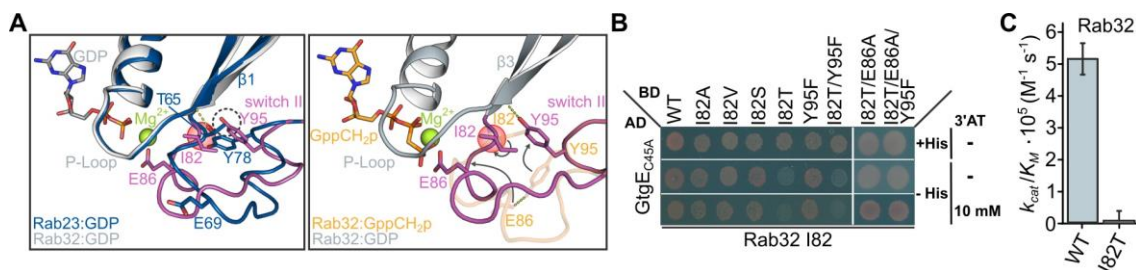 A
GDP
Mg2+
P-Loop
T65
β1
switch II
Y95
I82
Y78
E86
E69
Rab23:GDP
Rab32:GDP
GppCH2p
Mg2+
P-Loop
β3
switch II
I82
Y95
I82
Y95
E86
E86
Rab32:GppCH2p
Rab32:GDP
B
BD
AD
WT
I82A
I82V
I82S
I82T
Y95F
I82T/Y95F
I82T/E86A
I82T/E86A/
Y95F
GtgEC45A
3'AT
+His
-
- His
-
10 mM
Rab32 I82
C
Rab32
kcat/KM × 10^5 (M-1 s-1)
6
5
4
3
2
1
0
WT
I82T